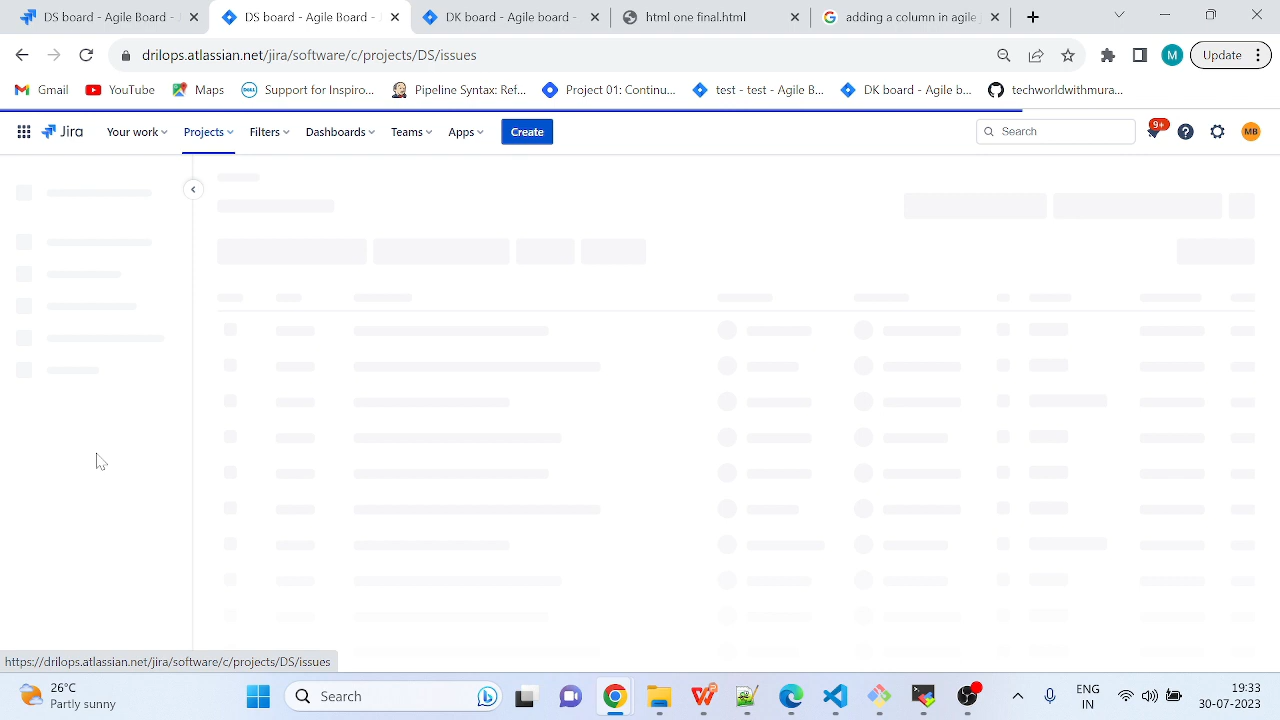 DS board - Agile Board -
DS board - Agile Board -
DK board - Agile board -
html one final.html
adding a column in agile
drilops.atlassian.net/jira/software/c/projects/DS/issues
M
Update
Gmail
YouTube
Maps
Support for Inspiro...
Pipeline Syntax: Ref...
Project 01: Continu...
test - test - Agile B...
DK board - Agile b...
techworldwithmura...
Jira
Your work
Projects
Filters
Dashboards
Teams
Apps
Create
Search
9+
MB
https://drilops.atlassian.net/jira/software/c/projects/DS/issues
26°C
Partly sunny
Search
ENG
IN
19:33
30-07-2023